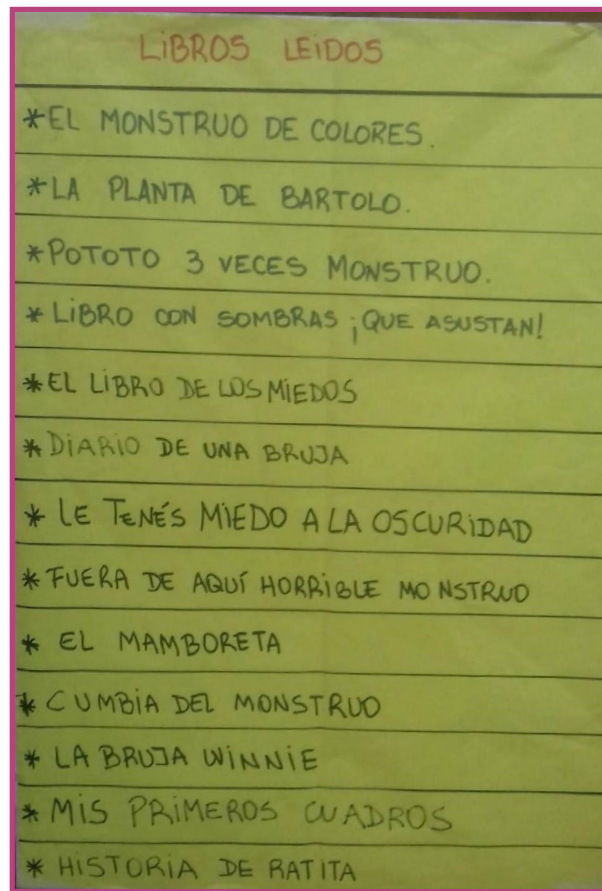 LiBROS LEiDOS
*EL MONSTRUO DE COLORES.
*LA PLANTA DE BARTOLO.
*POTOTO 3 VECES MONSTRUO.
*LiBRO CON SOMBRAS ¡QUE ASUSTAN!
*EL LiBRO DE LOS MiEDOS
*DiARiO DE UNA BRUJA
*LE TENÉS MiEDO A LA OSCURiDAD
*FUERA DE AQUÍ HORRiBLE MONSTRUO
* EL MAMBORETA
*CUMBiA DEL MONSTRUO
* LA BRUJA WiNNiE
*MiS PRiMEROS CUADROS
* HiSTORiA DE RATiTA